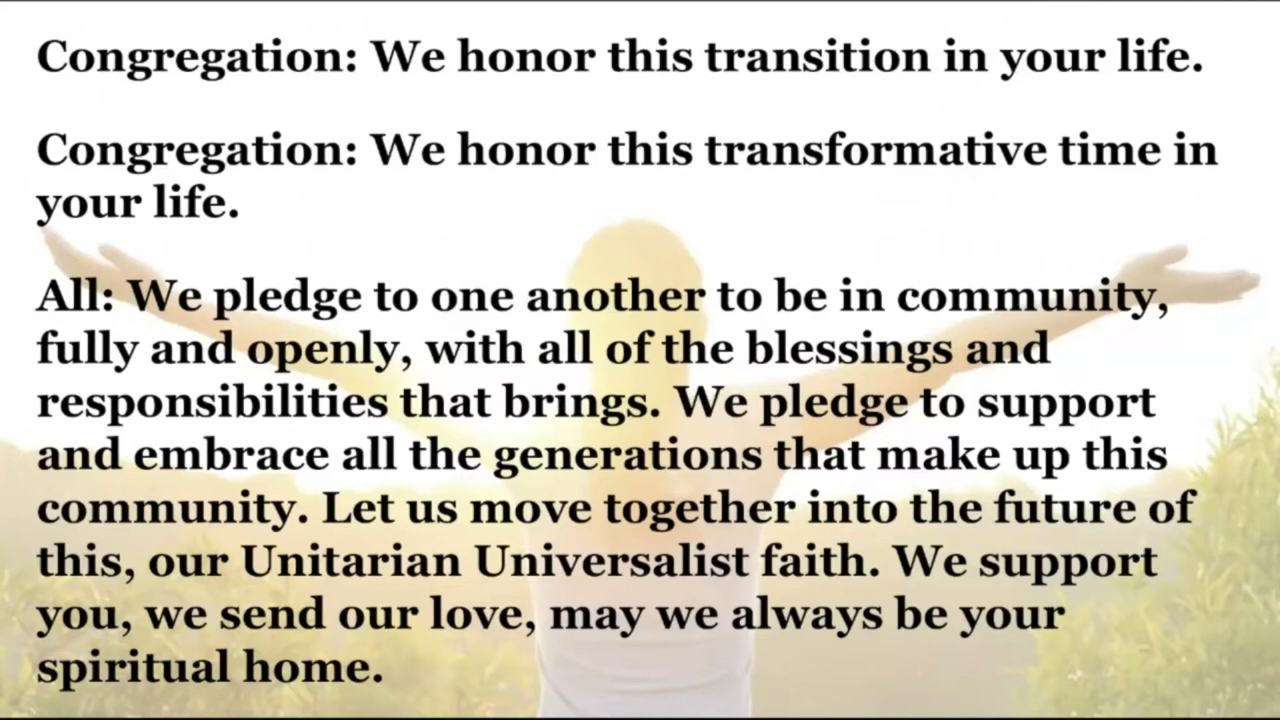 Congregation: We honor this transition in your life.
Congregation: We honor this transformative time in
your life.
All: We pledge to one another to be in community,
fully and openly, with all of the blessings and
responsibilities that brings. We pledge to support
and embrace all the generations that make up this
community. Let us move together into the future of
this, our Unitarian Universalist faith. We support
you, we send our love, may we always be your
spiritual home.